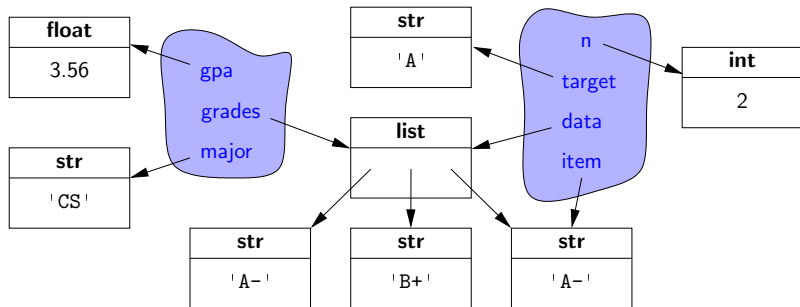 float
3.56
gpa
grades
major
str
'CS'
str
'A'
list
n
target
data
item
int
2
str
'A-'
str
'B+'
str
'A-'